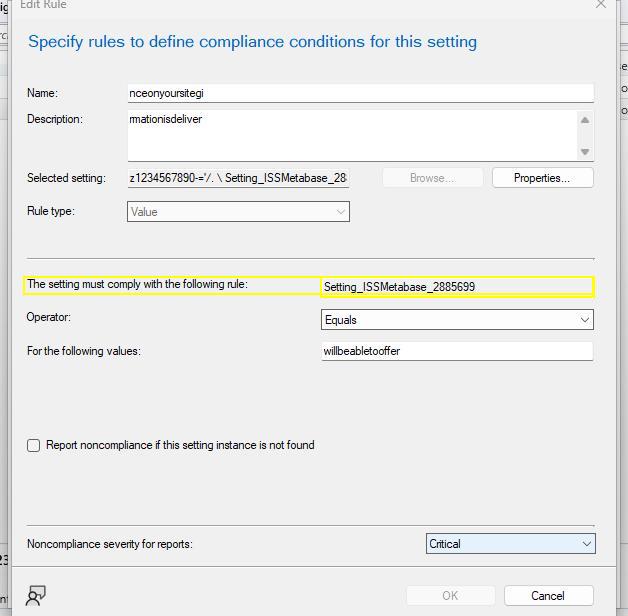 Edit Rule
Specify rules to define compliance conditions for this setting
Name:
nceonyoursitegi
Description:
rmationisdeliver
Selected setting:
z1234567890-='/. \ Setting_ISSMetabase_28
Browse...
Properties...
Rule type:
Value
The setting must comply with the following rule:
Setting_ISSMetabase_2885699
Operator:
Equals
For the following values:
willbeabletooffer
Report noncompliance if this setting instance is not found
Noncompliance severity for reports:
Critical
OK
Cancel